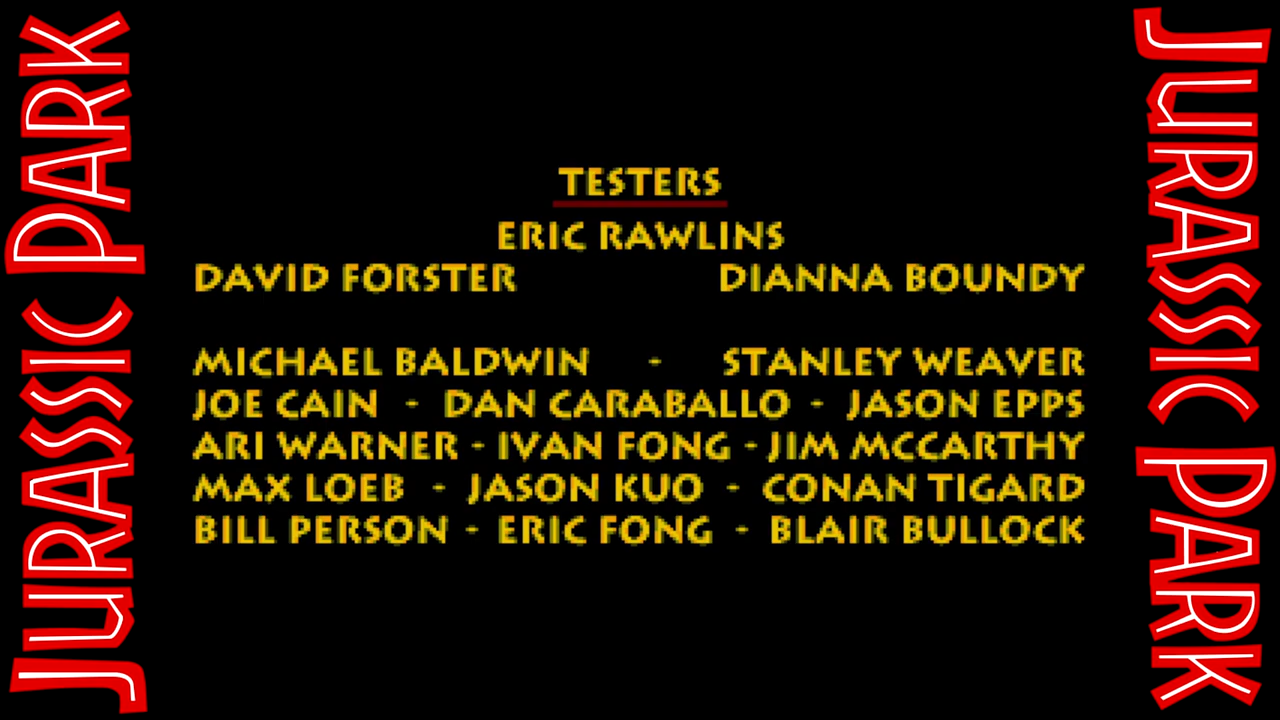 JURASSIC PARK
TESTERS
ERIC RAWLINS
DAVID FORSTER DIANNA BOUNDY
MICHAEL BALDWIN - STANLEY WEAVER
JOE CAIN - DAN CARABALLO - JASON EPPS
ARI WARNER - IVAN FONG - JIM MCCARTHY
MAX LOEB - JASON KUO - CONAN TIGARD
BILL PERSON - ERIC FONG - BLAIR BULLOCK
JURASSIC PARK